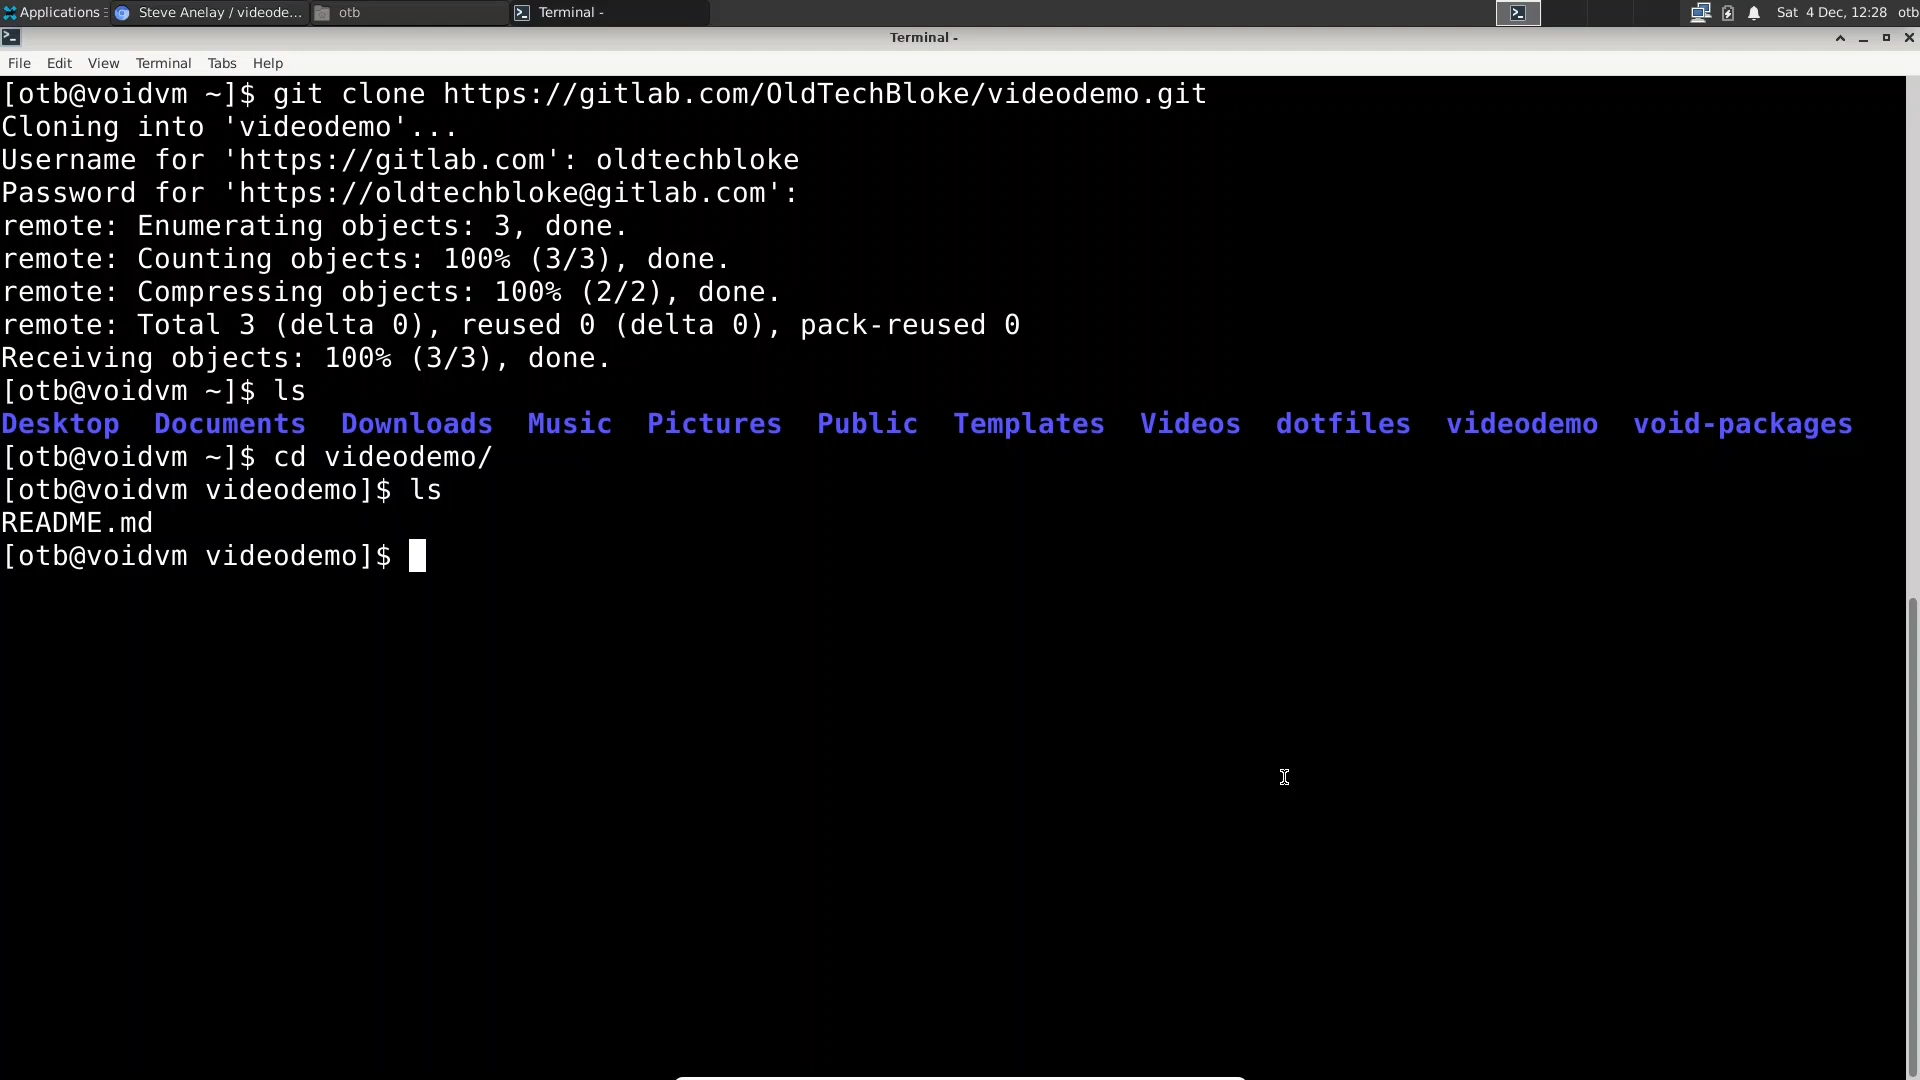 Applications Steve Anelay / videode... otb Terminal - Sat 4 Dec, 12:28 otb
Terminal -
File Edit View Terminal Tabs Help
[otb@voidvm ~]$ git clone https://gitlab.com/OldTechBloke/videodemo.git
Cloning into 'videodemo'...
Username for 'https://gitlab.com': oldtechbloke
Password for 'https://oldtechbloke@gitlab.com':
remote: Enumerating objects: 3, done.
remote: Counting objects: 100% (3/3), done.
remote: Compressing objects: 100% (2/2), done.
remote: Total 3 (delta 0), reused 0 (delta 0), pack-reused 0
Receiving objects: 100% (3/3), done.
[otb@voidvm ~]$ ls
Desktop Documents Downloads Music Pictures Public Templates Videos dotfiles videodemo void-packages
[otb@voidvm ~]$ cd videodemo/
[otb@voidvm videodemo]$ ls
README.md
[otb@voidvm videodemo]$